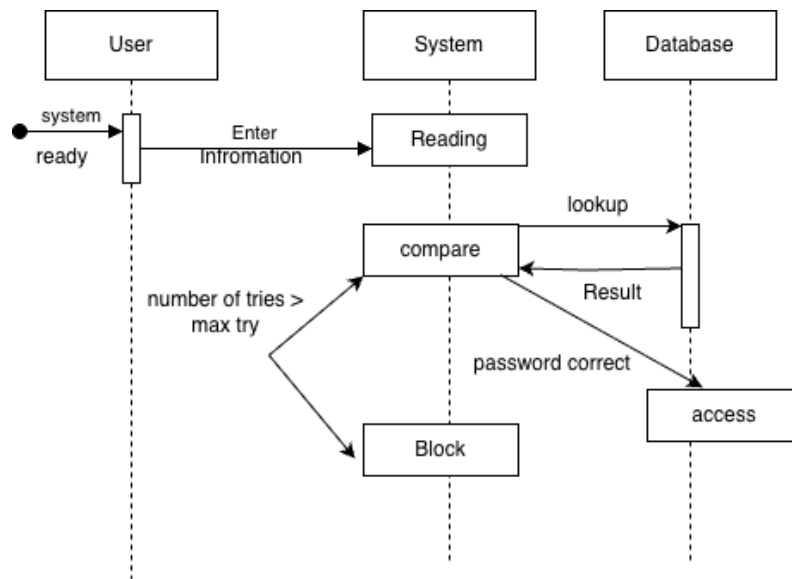 User
System
Database
system
ready
Enter
Infromation
Reading
lookup
compare
Result
number of tries >
max try
password correct
access
Block